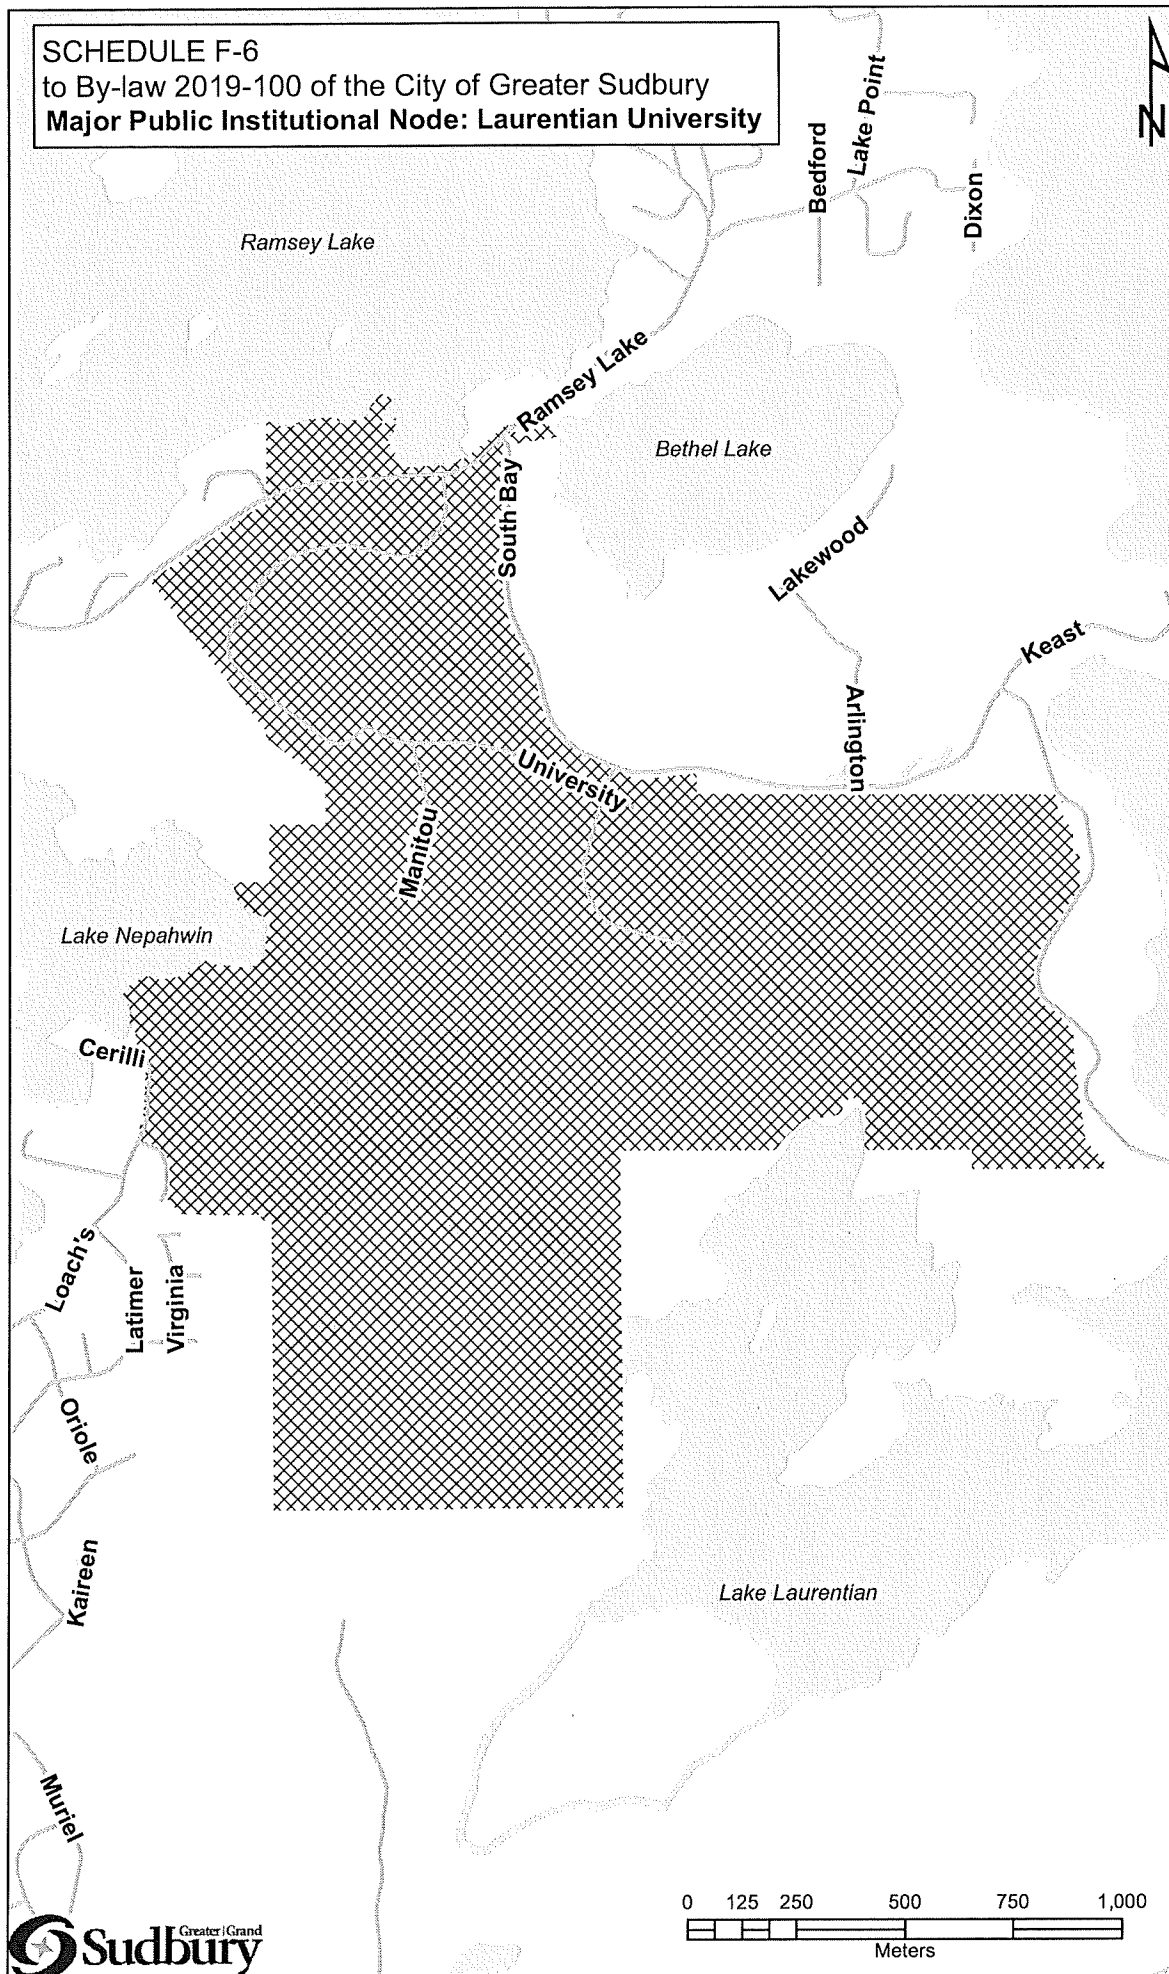 SCHEDULE F-6
to By-law 2019-100 of the City of Greater Sudbury
Major Public Institutional Node: Laurentian University
N
Lake Point
Bedford
Dixon
Ramsey Lake
Ramsey Lake
Bethel Lake
South Bay
Lakewood
Keast
Arlington
University
Manitou
Lake Nepahwin
Cerilli
Loach's
Latimer
Virginia
Oriole
Kaireen
Lake Laurentian
Muriel
0 125 250 500 750 1,000
Meters
Greater|Grand
Sudbury